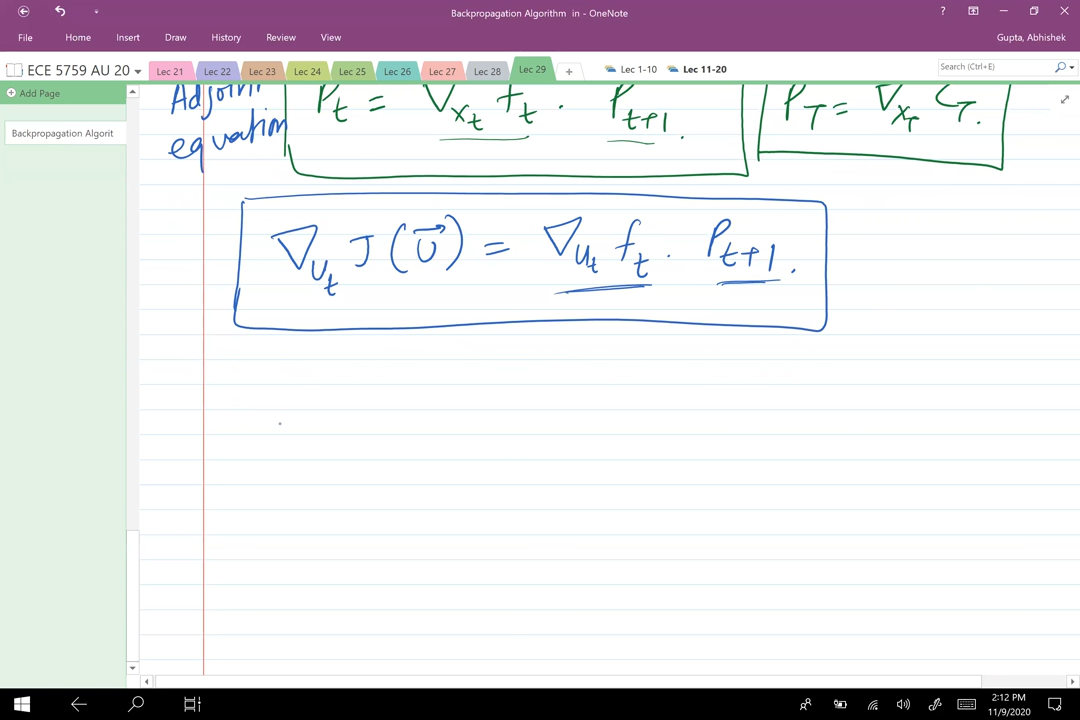 Backpropagation Algorithm in - OneNote
?
File Home Insert Draw History Review View Gupta, Abhishek
ECE 5759 AU 20 Lec 21 Lec 22 Lec 23 Lec 24 Lec 25 Lec 26 Lec 27 Lec 28 Lec 29 + Lec 1-10 Lec 11-20 Search (Ctrl+E)
Add Page
Backpropagation Algorit
Adjoint equation
P_t = ∇_{x_t} f_t . P_{t+1}.
P_T = ∇_{x_T} C_T.
∇_{U_t} J(\vec{U}) = ∇_{U_t} f_t . P_{t+1}.
2:12 PM
11/9/2020